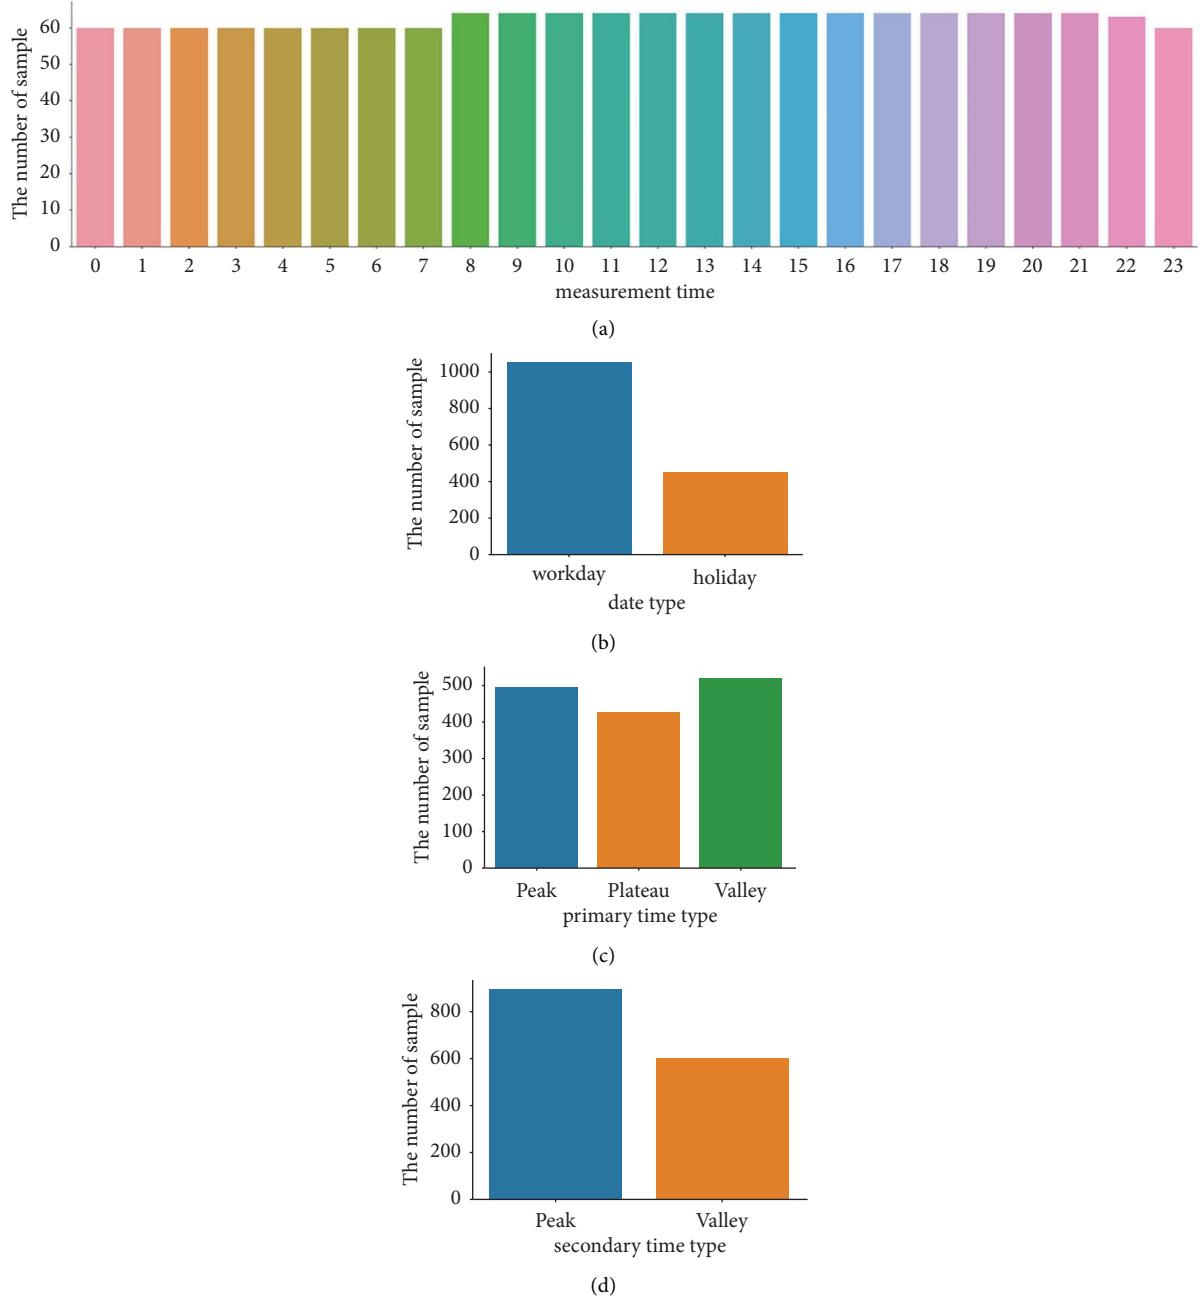 The number of sample
60
50
40
30
20
10
0
0 1 2 3 4 5 6 7 8 9 10 11 12 13 14 15 16 17 18 19 20 21 22 23
measurement time
(a)
The number of sample
1000
800
600
400
200
0
workday holiday
date type
(b)
The number of sample
500
400
300
200
100
0
Peak Plateau Valley
primary time type
(c)
The number of sample
800
600
400
200
0
Peak Valley
secondary time type
(d)